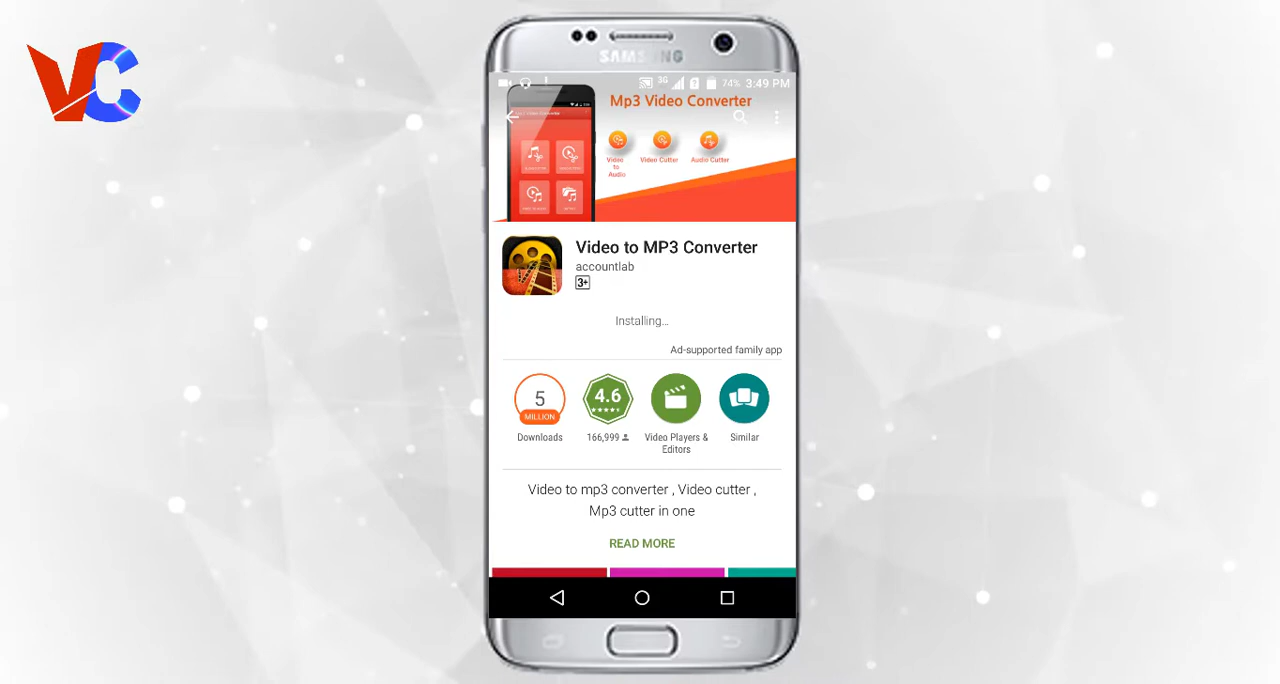 VC
SAMSUNG
3G 2 74% 3:49 PM
Mp3 Video Converter
Video
to
Audio
Video Cutter
Audio Cutter
Video to MP3 Converter
accountlab
3+
Installing...
Ad-supported family app
5
MILLION
Downloads
4.6
166,999
Video Players &
Editors
Similar
Video to mp3 converter , Video cutter ,
Mp3 cutter in one
READ MORE